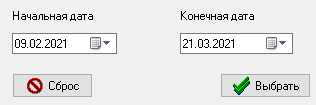 Начальная дата Конечная дата
09.02.2021 21.03.2021
Сброс Выбрать